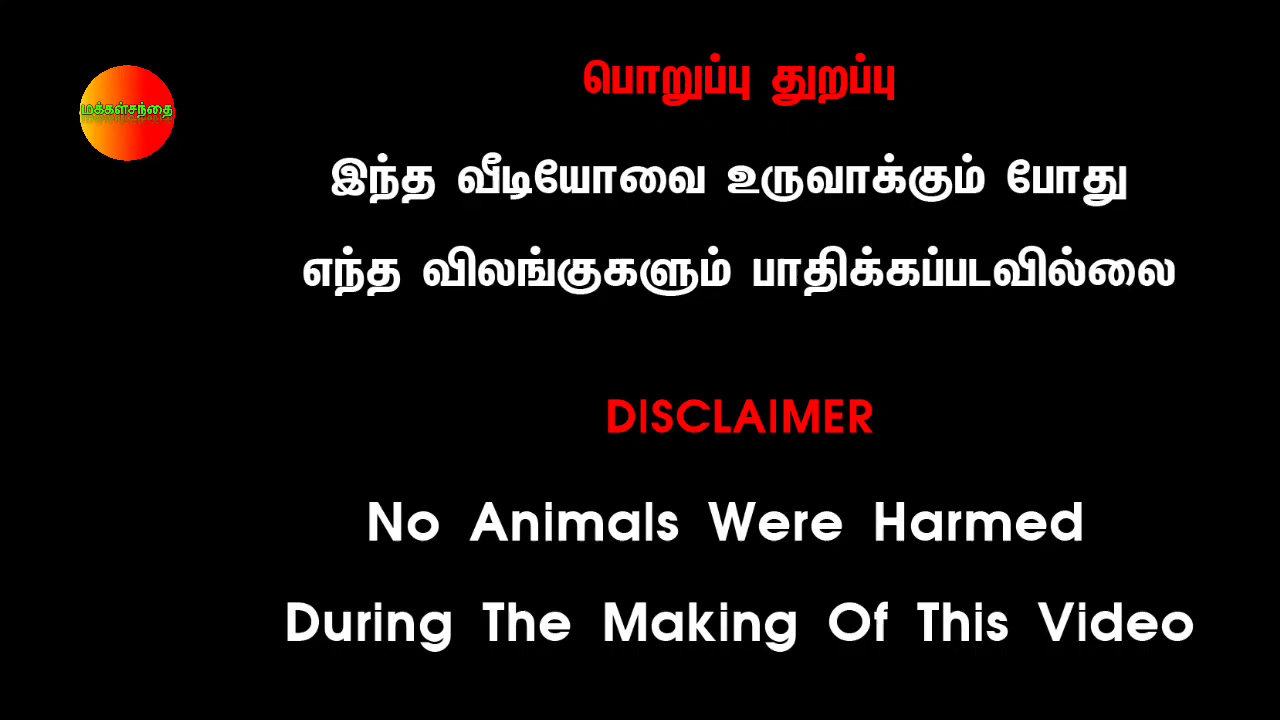 மக்கள்சந்தை
பொறுப்பு துறப்பு
இந்த வீடியோவை உருவாக்கும் போது
எந்த விலங்குகளும் பாதிக்கப்படவில்லை
DISCLAIMER
No Animals Were Harmed
During The Making Of This Video